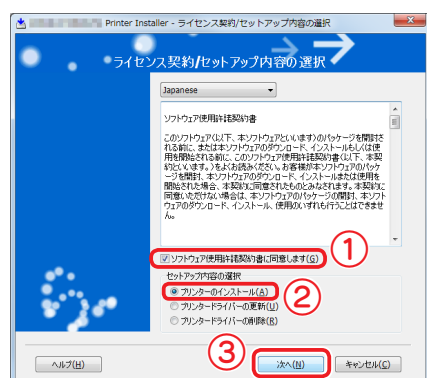 Printer Installer - ライセンス契約/セットアップ内容の選択
ライセンス契約/セットアップ内容の選択
Japanese
ソフトウェア使用許諾契約書
このソフトウェア(以下、本ソフトウェアといいます)のパッケージを開封さ
れる前に、または本ソフトウェアのダウンロード、インストールもしくは使
用を開始される前に、このソフトウェア使用許諾契約書(以下、本契
約といいます。)をよくお読みください。お客様が本ソフトウェアのパッケ
ージを開封、本ソフトウェアのダウンロード、インストールまたは使用を
開始された場合、本契約に同意されたものとみなされます。本契約に
同意いただけない場合は、本ソフトウェアのパッケージの開封、本ソフト
ウェアのダウンロード、インストール、使用のいずれも行うことはできませ
ん。
ソフトウェア使用許諾契約書に同意します(G)
①
セットアップ内容の選択
プリンターのインストール(A)
②
プリンタードライバーの更新(U)
プリンタードライバーの削除(R)
③
ヘルプ(H)
次へ(N)
キャンセル(C)